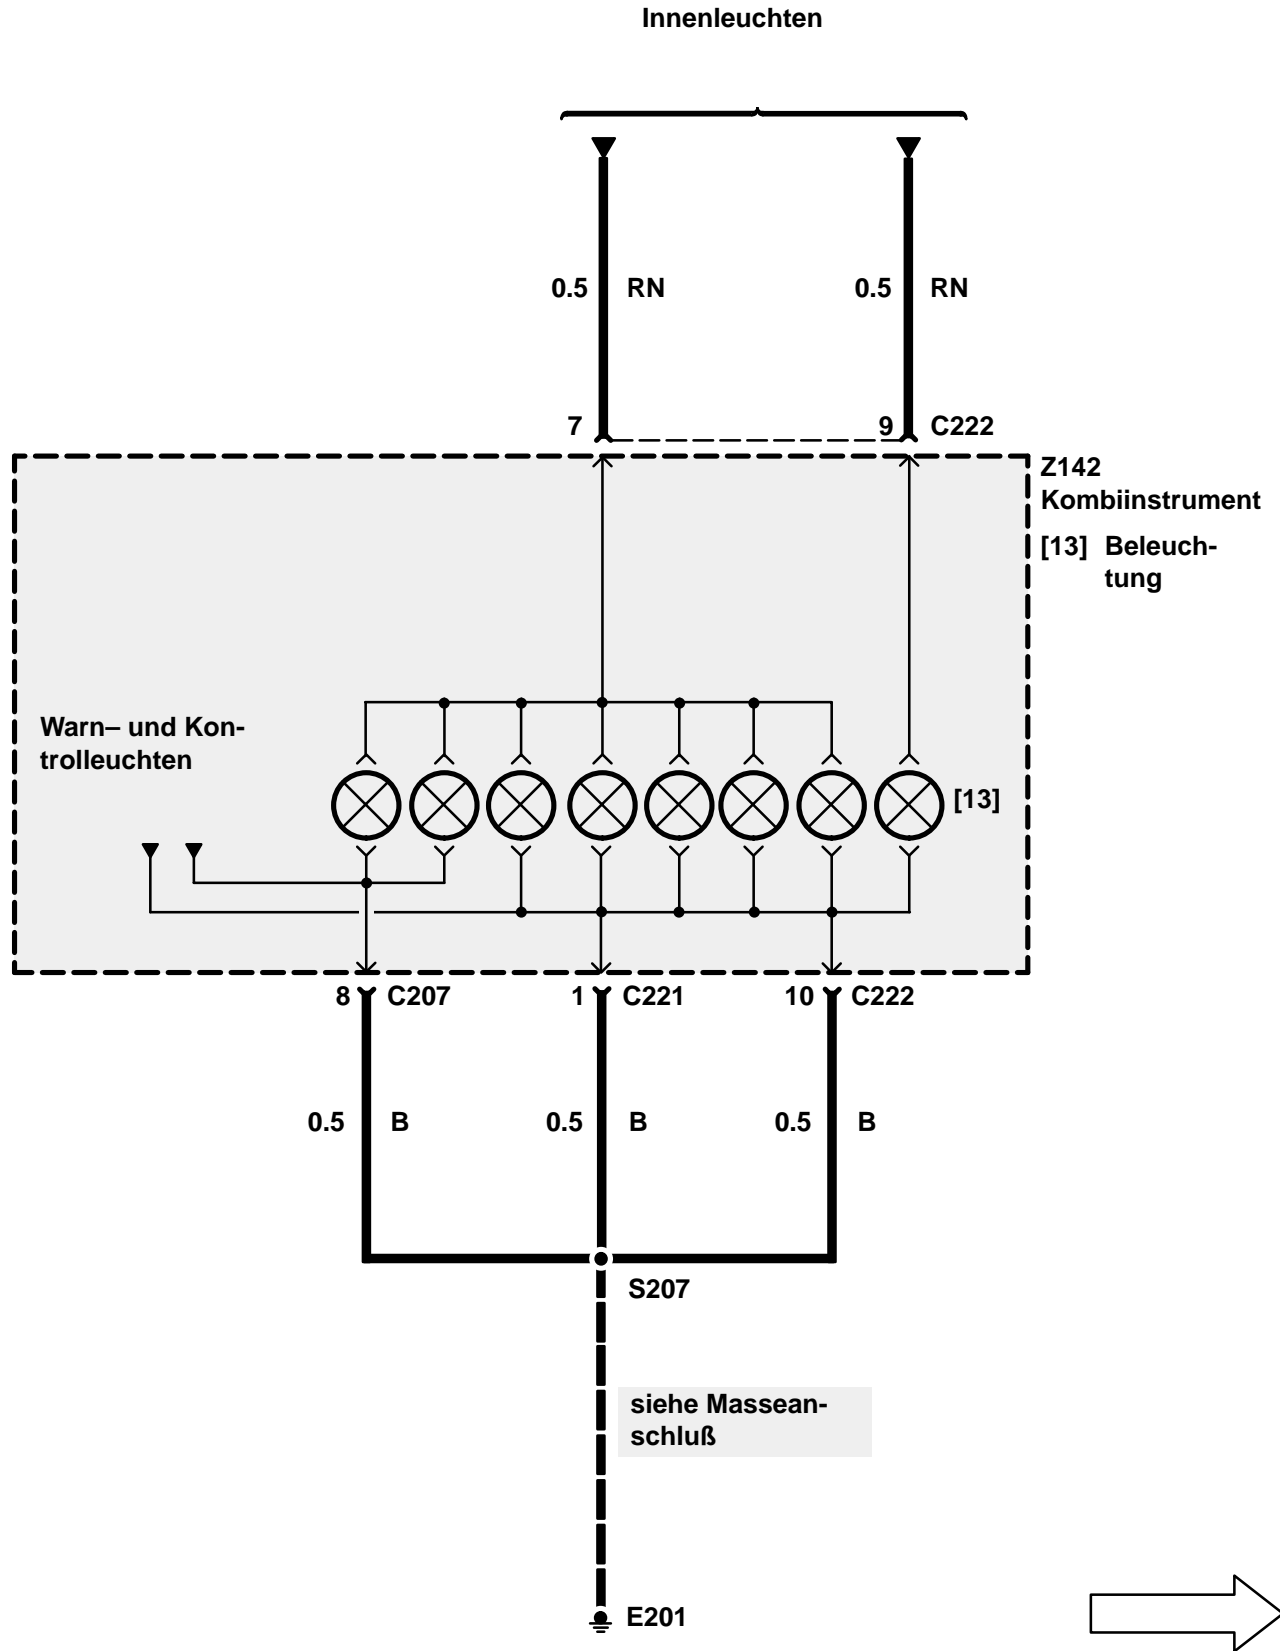 Innenleuchten
0.5 RN 0.5 RN
7 9 C222
Z142
Kombiinstrument
[13] Beleuch-
tung
Warn– und Kon-
trolleuchten
[13]
8 C207 1 C221 10 C222
0.5 B 0.5 B 0.5 B
S207
siehe Massean-
schluß
E201